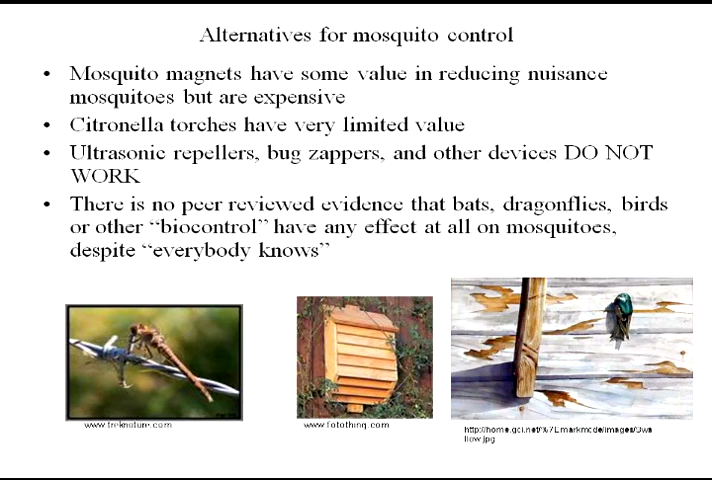 Alternatives for mosquito control
• Mosquito magnets have some value in reducing nuisance
mosquitoes but are expensive
• Citronella torches have very limited value
• Ultrasonic repellers, bug zappers, and other devices DO NOT
WORK
• There is no peer reviewed evidence that bats, dragonflies, birds
or other “biocontrol” have any effect at all on mosquitoes,
despite “everybody knows”
www.treknature.com
www.fotothing.com
http://home.gci.net/%7Emarkmcde/images/Swa
llow.jpg